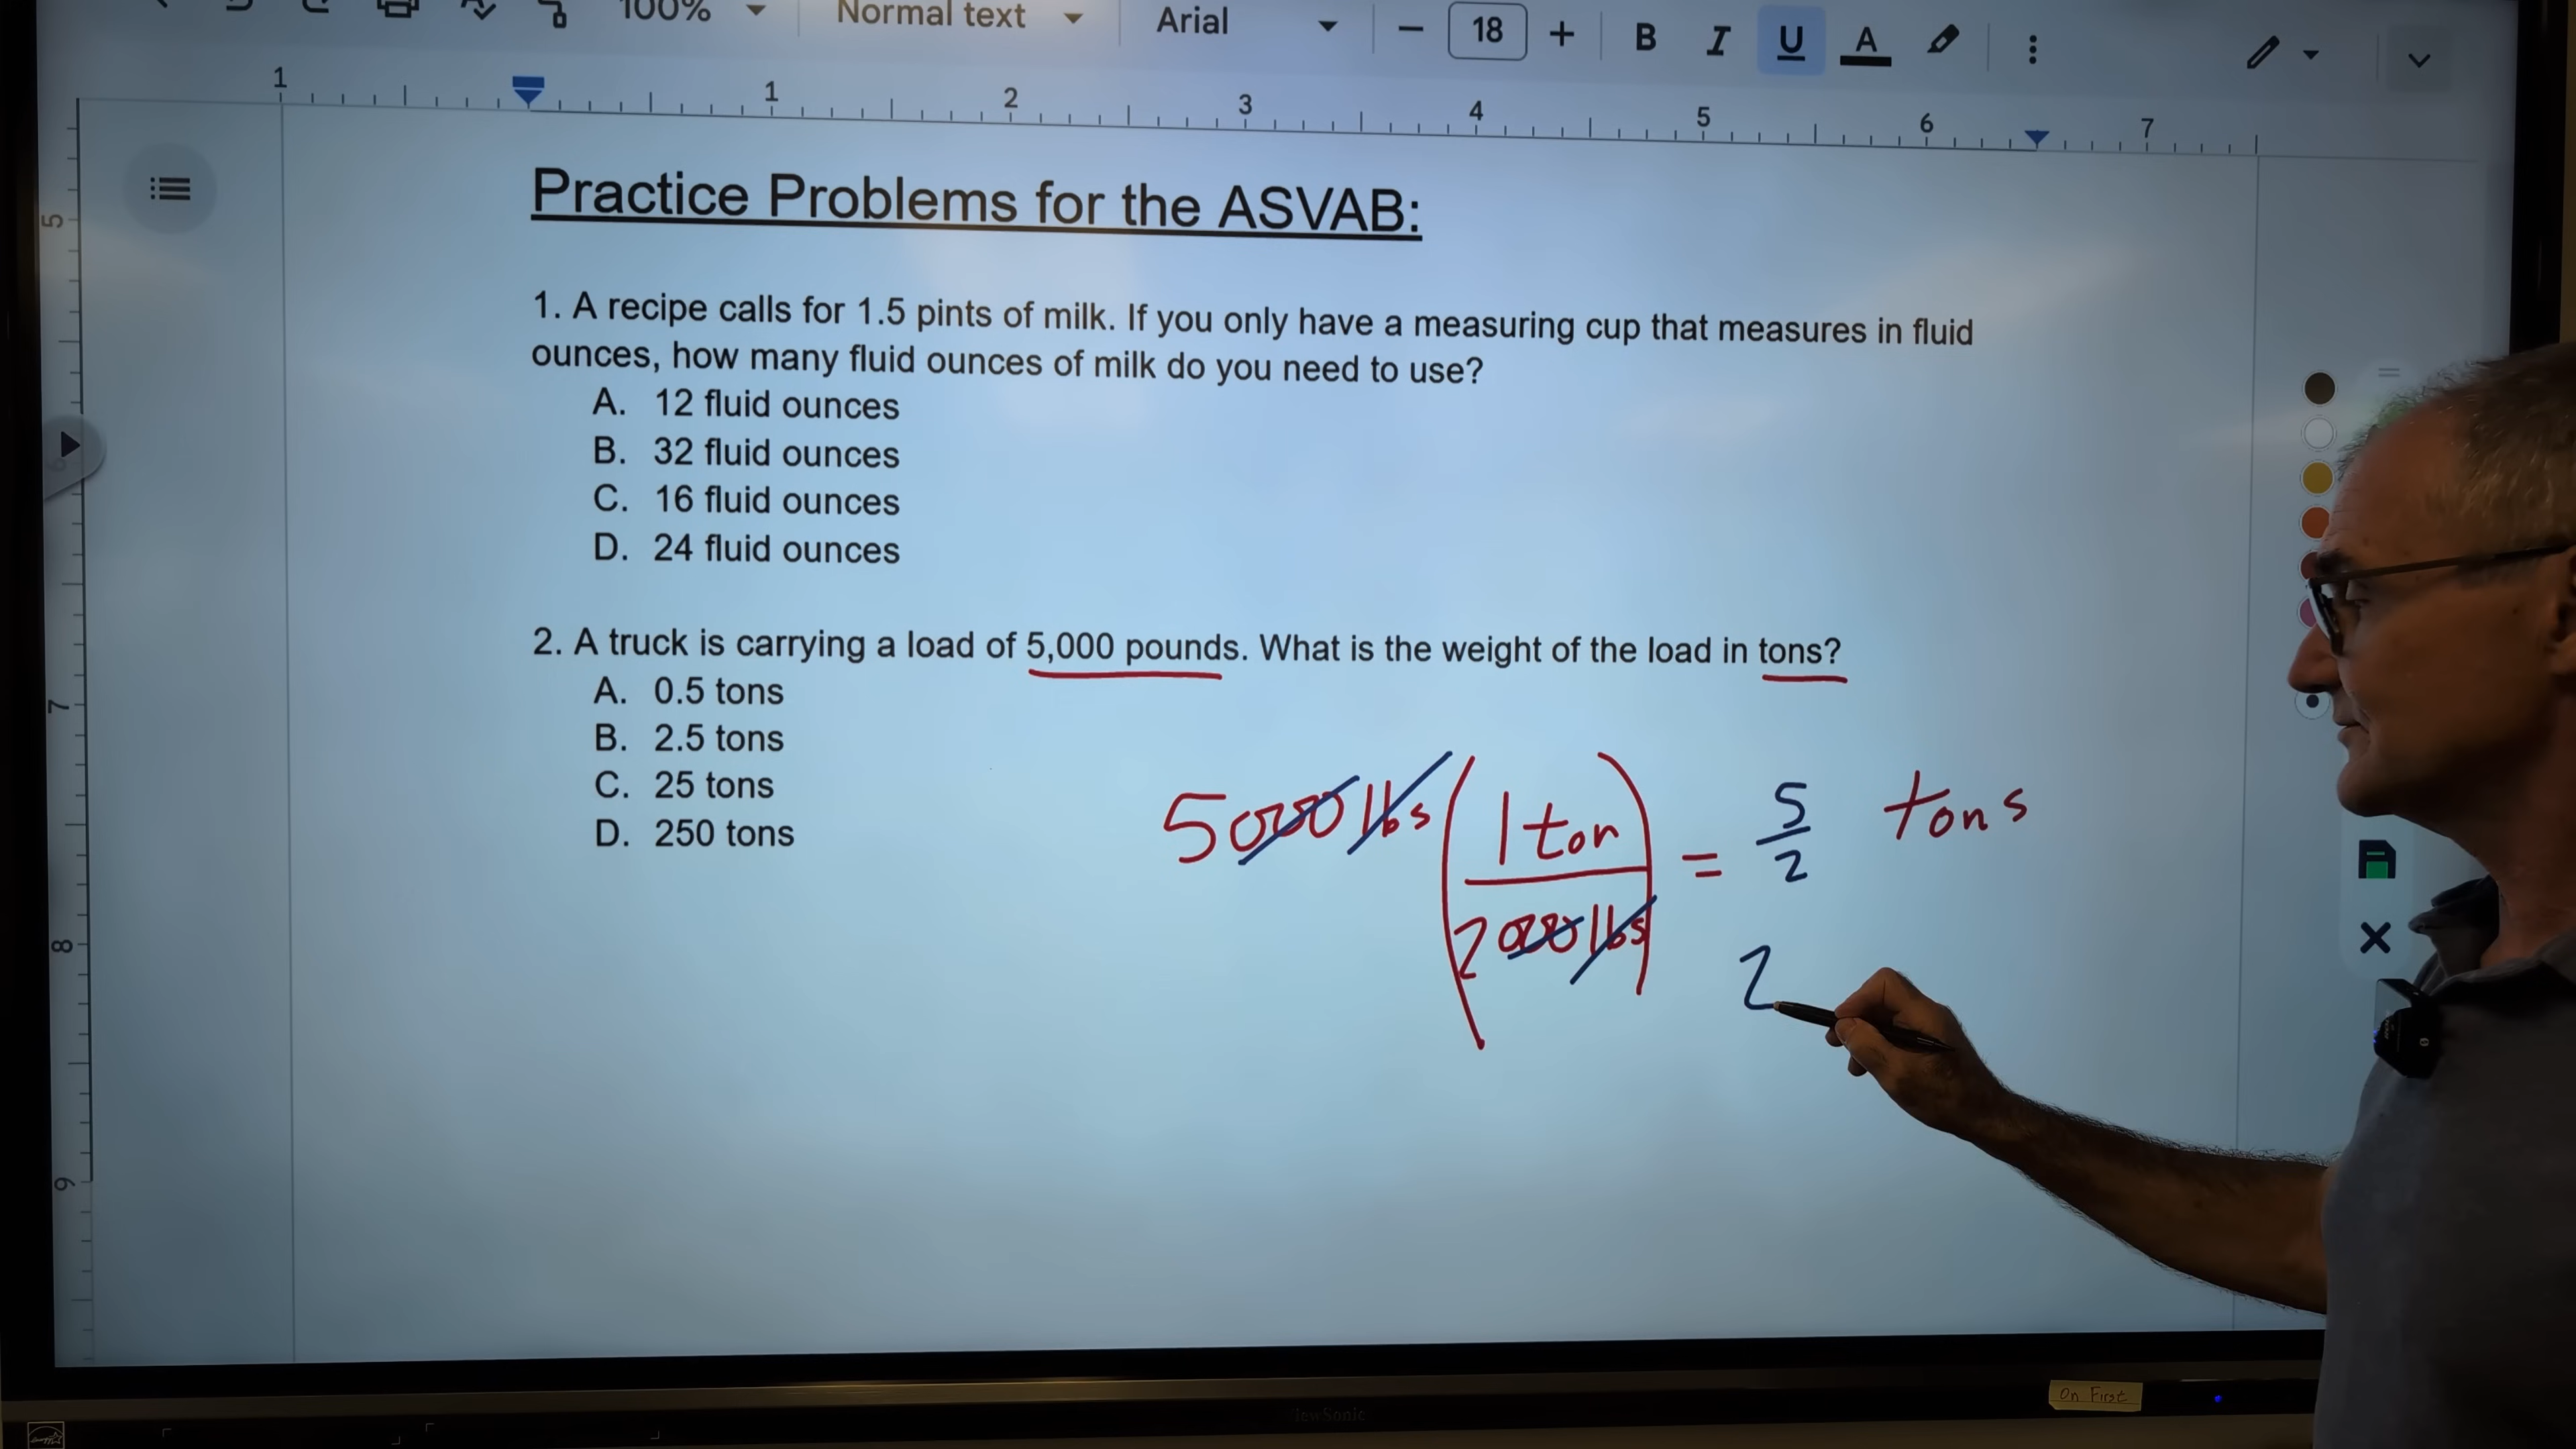 100% Normal text Arial − 18 + B I U A
1 1 2 3 4 5 6 7
5
Practice Problems for the ASVAB:
1. A recipe calls for 1.5 pints of milk. If you only have a measuring cup that measures in fluid
ounces, how many fluid ounces of milk do you need to use?
A. 12 fluid ounces
B. 32 fluid ounces
C. 16 fluid ounces
D. 24 fluid ounces
2. A truck is carrying a load of 5,000 pounds. What is the weight of the load in tons?
7
A. 0.5 tons
B. 2.5 tons
C. 25 tons
D. 250 tons
5000 lbs (1 ton / 2000 lbs) = 5/2 tons
8
2
9
On First
ViewSonic